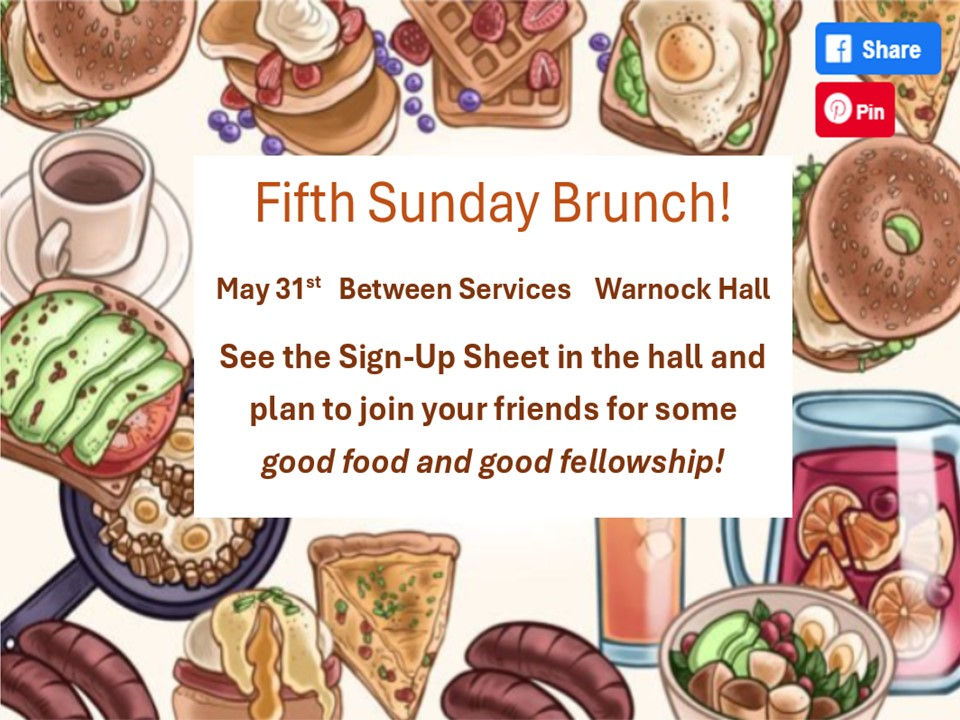 Share
Pin
Fifth Sunday Brunch!
May 31st Between Services Warnock Hall
See the Sign-Up Sheet in the hall and
plan to join your friends for some
good food and good fellowship!